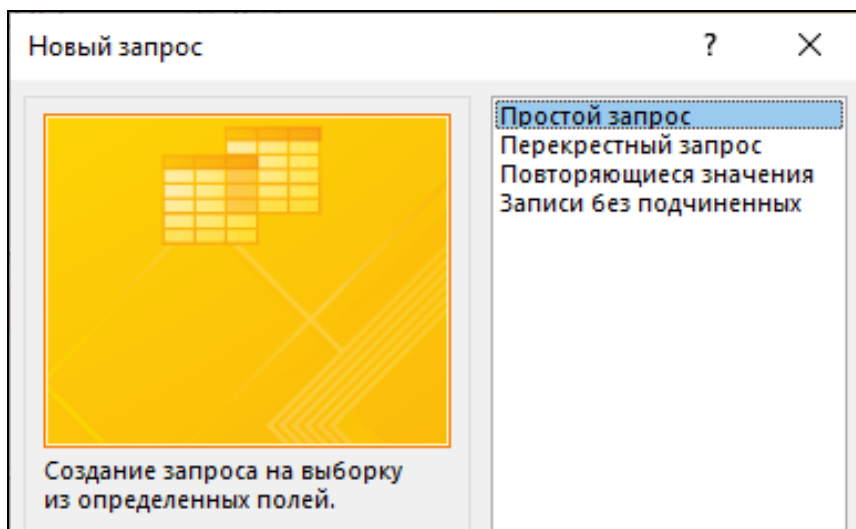 Новый запрос
?
Простой запрос
Перекрестный запрос
Повторяющиеся значения
Записи без подчиненных
Создание запроса на выборку
из определенных полей.